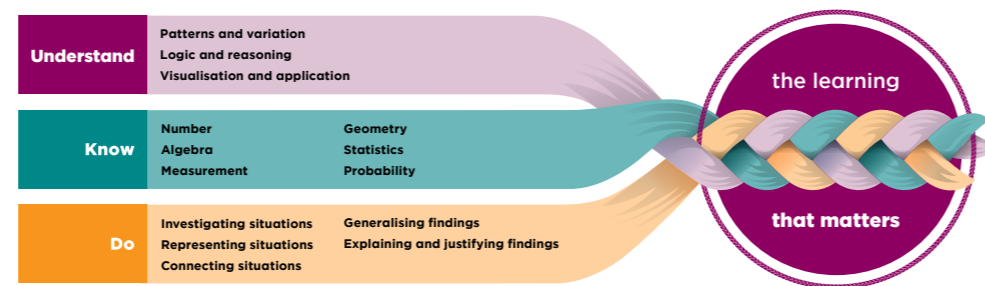 Understand
Patterns and variation
Logic and reasoning
Visualisation and application
Know
Number
Algebra
Measurement
Geometry
Statistics
Probability
Do
Investigating situations
Representing situations
Connecting situations
Generalising findings
Explaining and justifying findings
the learning
that matters